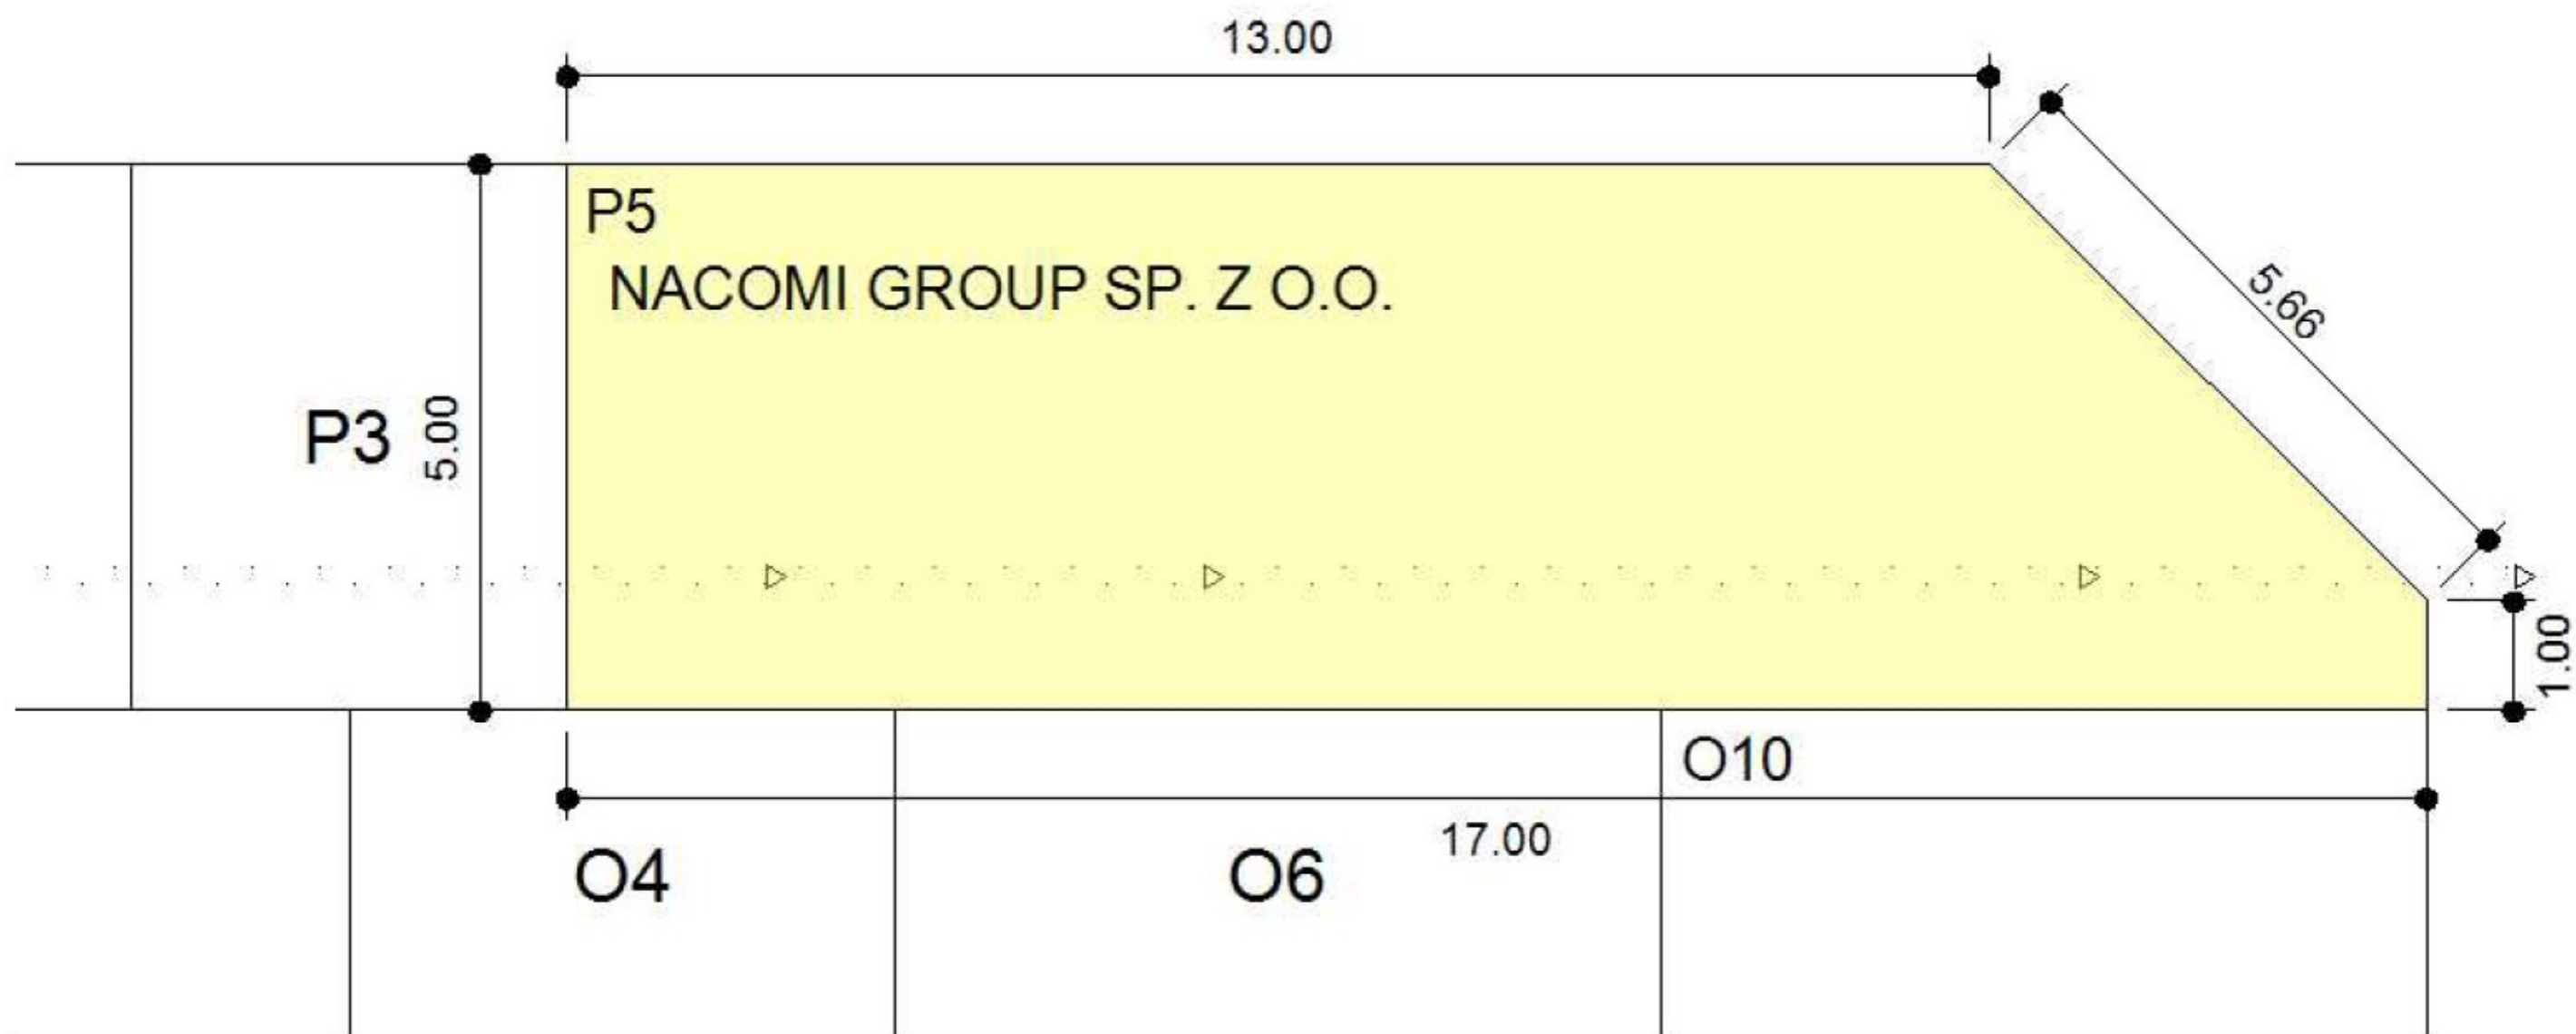 13.00
P5
NACOMI GROUP SP. Z O.O.
5.66
P3
5.00
1.00
O10
17.00
O4
O6